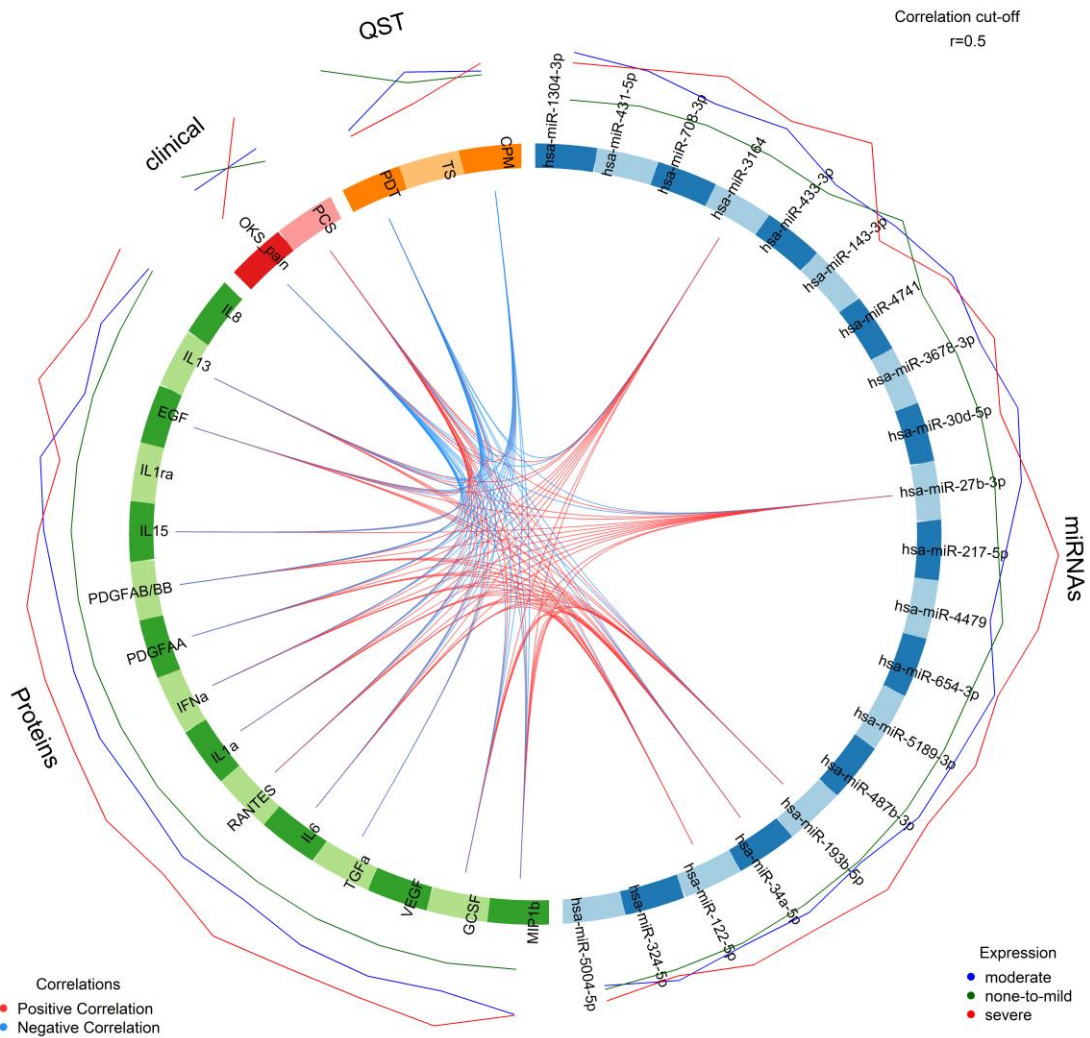 QST
Correlation cut-off
r=0.5
clinical
PDT
TS
CPM
OKS_pain
PCS
hsa-miR-1304-3p
hsa-miR-431-5p
hsa-miR-708-3p
hsa-miR-3164
hsa-miR-433-3p
hsa-miR-143-3p
hsa-miR-4741
hsa-miR-3678-3p
hsa-miR-30d-5p
hsa-miR-27b-3p
hsa-miR-217-5p
hsa-miR-4479
hsa-miR-654-3p
hsa-miR-5189-3p
hsa-miR-487b-3p
hsa-miR-193b-5p
hsa-miR-34a-5p
hsa-miR-122-5p
hsa-miR-324-5p
hsa-miR-5004-5p
miRNAs
IL8
IL13
EGF
IL1ra
IL15
PDGFAB/BB
PDGFAA
IFNa
IL1a
RANTES
IL6
TGFa
VEGF
GCSF
MIP1b
Proteins
Correlations
Positive Correlation
Negative Correlation
Expression
moderate
none-to-mild
severe